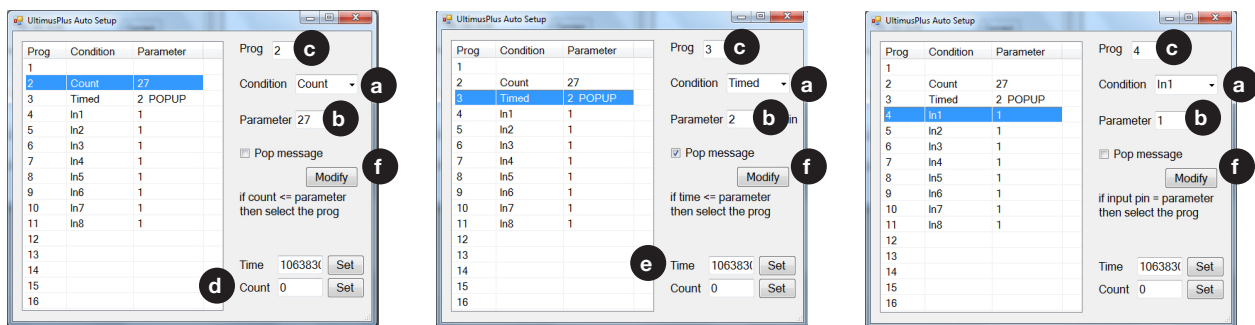 UltimusPlus Auto Setup
Prog Condition Parameter
1
2 Count 27
3 Timed 2 POPUP
4 In1 1
5 In2 1
6 In3 1
7 In4 1
8 In5 1
9 In6 1
10 In7 1
11 In8 1
12
13
14
15
16
Prog 2 c
Condition Count a
Parameter 27 b
Pop message
f
Modify
if count <= parameter
then select the prog
Time 1063830 Set
d Count 0 Set
UltimusPlus Auto Setup
Prog Condition Parameter
1
2 Count 27
3 Timed 2 POPUP
4 In1 1
5 In2 1
6 In3 1
7 In4 1
8 In5 1
9 In6 1
10 In7 1
11 In8 1
12
13
14
15
16
Prog 3 c
Condition Timed a
Parameter 2 b in
Pop message
f
Modify
if time <= parameter
then select the prog
e Time 1063830 Set
Count 0 Set
UltimusPlus Auto Setup
Prog Condition Parameter
1
2 Count 27
3 Timed 2 POPUP
4 In1 1
5 In2 1
6 In3 1
7 In4 1
8 In5 1
9 In6 1
10 In7 1
11 In8 1
12
13
14
15
16
Prog 4 c
Condition In1 a
Parameter 1 b
Pop message
f
Modify
if input pin = parameter
then select the prog
Time 1063830 Set
Count 0 Set